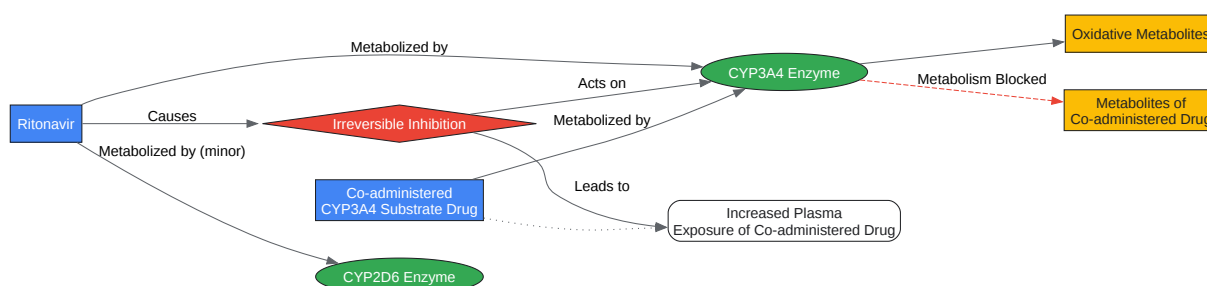 Ritonavir
Metabolized by
Causes
Metabolized by (minor)
Irreversible Inhibition
Acts on
Metabolized by
Leads to
Co-administered
CYP3A4 Substrate Drug
CYP2D6 Enzyme
CYP3A4 Enzyme
Metabolism Blocked
Increased Plasma
Exposure of Co-administered Drug
Oxidative Metabolites
Metabolites of
Co-administered Drug